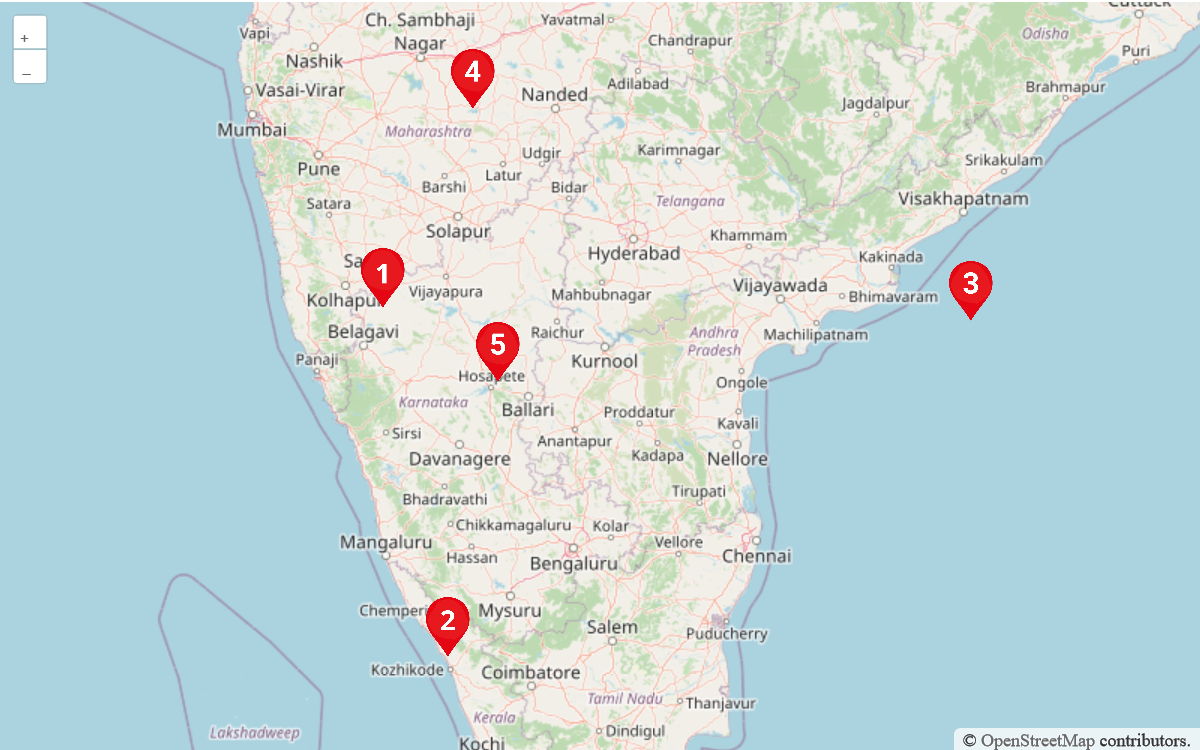 Cuttack
Ch. Sambhaji
Nagar
Yavatmal
Vapi
Chandrapur
Odisha
Puri
Nashik
+
–
4
Adilabad
Vasai-Virar
Nanded
Brahmapur
Jagdalpur
Mumbai
Maharashtra
Karimnagar
Udgir
Srikakulam
Pune
Latur
Barshi
Bidar
Satara
Telangana
Visakhapatnam
Solapur
Khammam
Hyderabad
Kakinada
Sa
1
3
Vijayawada
Kolhapur
Vijayapura
Mahbubnagar
Bhimavaram
Belagavi
Raichur
Andhra
Pradesh
Machilipatnam
5
Panaji
Kurnool
Hosapete
Ongole
Karnataka
Ballari
Proddatur
Kavali
Sirsi
Anantapur
Davanagere
Kadapa
Nellore
Bhadravathi
Tirupati
Chikkamagaluru
Kolar
Mangaluru
Vellore
Hassan
Bengaluru
Chennai
Chemperi
Mysuru
2
Salem
Puducherry
Kozhikode
Coimbatore
Tamil Nadu
Thanjavur
Kerala
Lakshadweep
Dindigul
Kochi
© OpenStreetMap contributors.